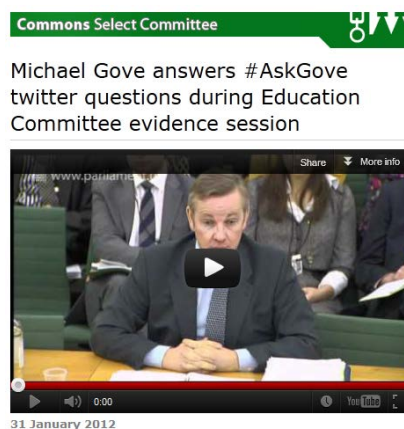 Commons Select Committee
Michael Gove answers #AskGove
twitter questions during Education
Committee evidence session
Share More info
www.parliament
0:00
YouTube
31 January 2012